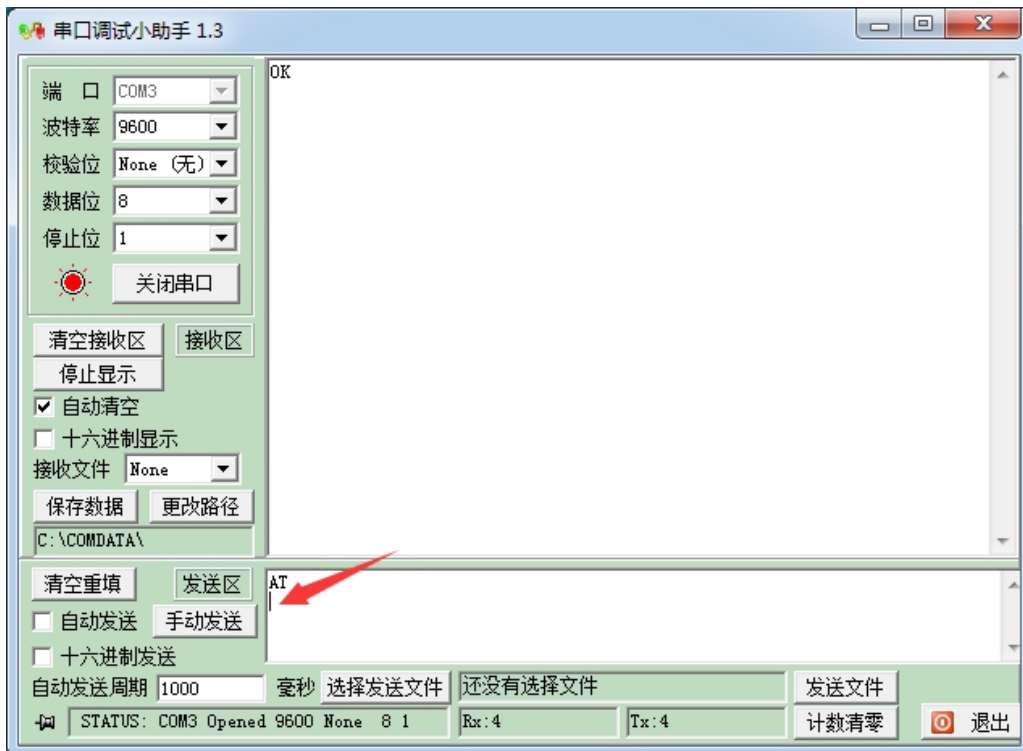 串口调试小助手 1.3
端 口 COM3
波特率 9600
校验位 None (无)
数据位 8
停止位 1
关闭串口
清空接收区 接收区
停止显示
自动清空
十六进制显示
接收文件 None
保存数据 更改路径
C:\COMDATA\
OK
清空重填 发送区
自动发送 手动发送
十六进制发送
AT
自动发送周期 1000 毫秒 选择发送文件 还没有选择文件 发送文件
STATUS: COM3 Opened 9600 None 8 1 Rx:4 Tx:4 计数清零 退出